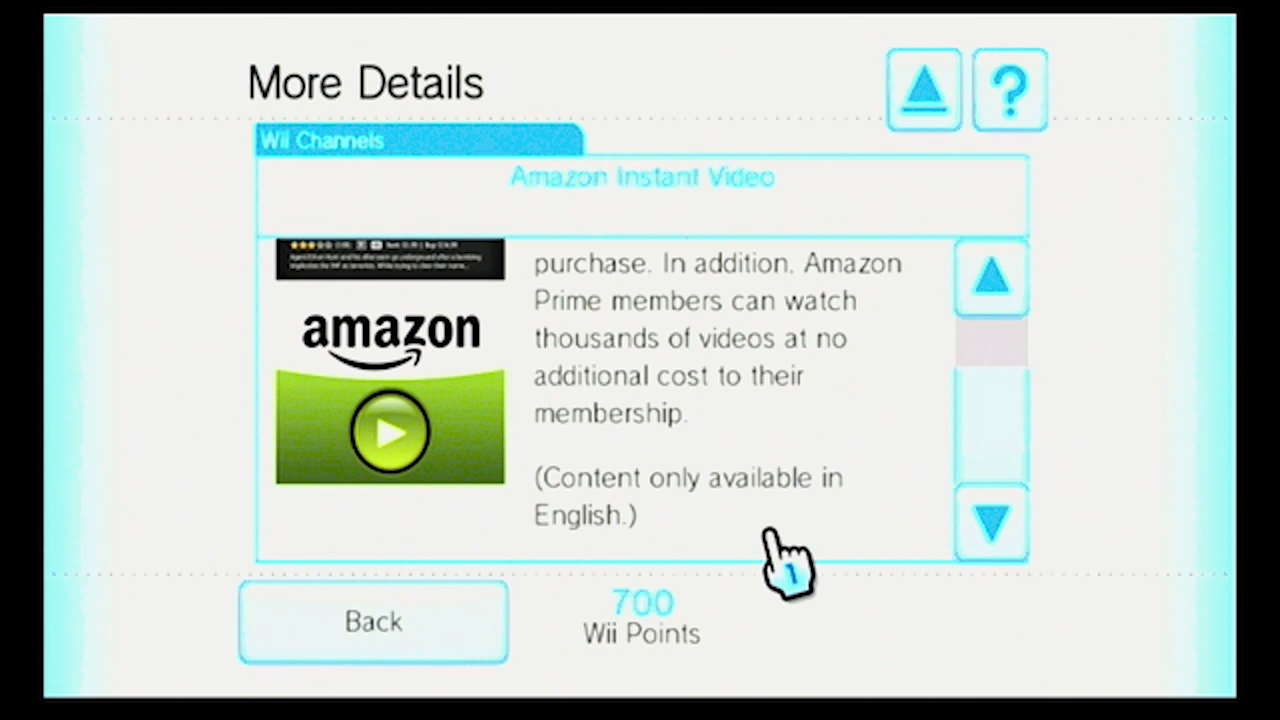 More Details
?
Wii Channels
Amazon Instant Video
purchase. In addition, Amazon
Prime members can watch
thousands of videos at no
additional cost to their
membership.
(Content only available in
English.)
amazon
1
Back
700
Wii Points